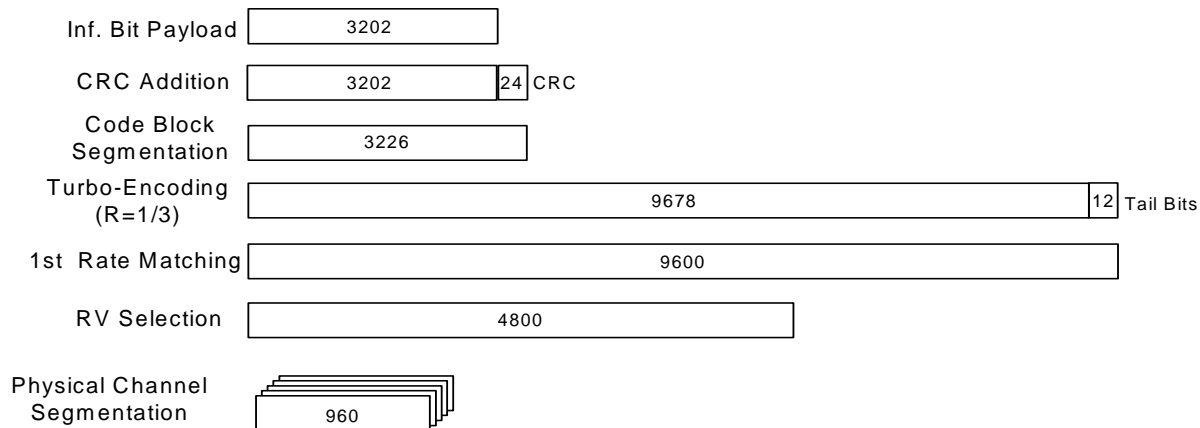 Inf. Bit Payload 3202
CRC Addition 3202 24 CRC
Code Block
Segmentation 3226
Turbo-Encoding
(R=1/3) 9678 12 Tail Bits
1st Rate Matching 9600
RV Selection 4800
Physical Channel
Segmentation 960